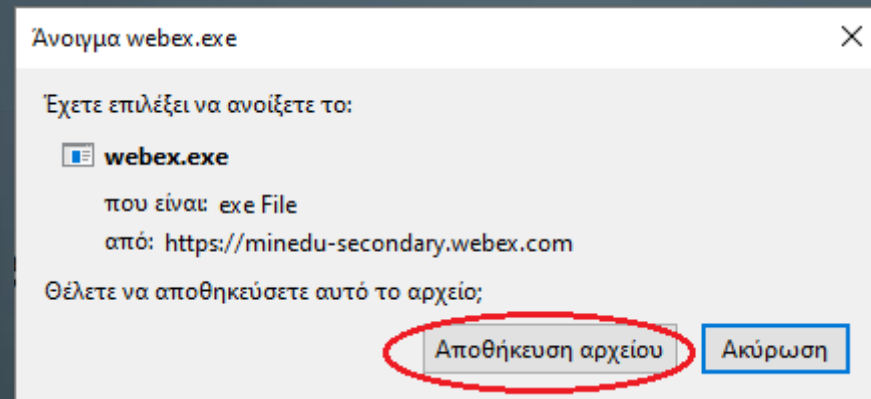 Άνοιγμα webex.exe
Έχετε επιλέξει να ανοίξετε το:
webex.exe
που είναι: exe File
από: https://minedu-secondary.webex.com
Θέλετε να αποθηκεύσετε αυτό το αρχείο;
Αποθήκευση αρχείου Ακύρωση